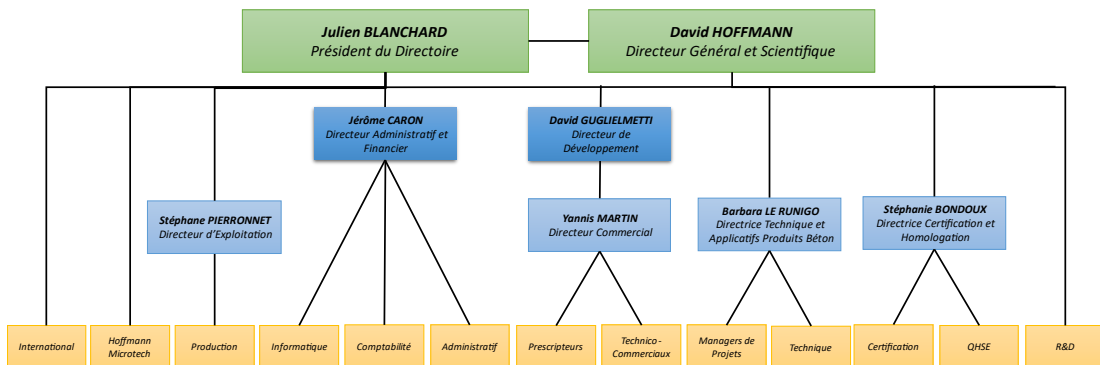 Julien BLANCHARD
Président du Directoire
David HOFFMANN
Directeur Général et Scientifique
Jérôme CARON
Directeur Administratif et
Financier
David GUGLIELMETTI
Directeur de
Développement
Stéphane PIERRONNET
Directeur d'Exploitation
Yannis MARTIN
Directeur Commercial
Barbara LE RUNIGO
Directrice Technique et
Applicatifs Produits Béton
Stéphanie BONDOUX
Directrice Certification et
Homologation
International
Hoffmann
Microtech
Production
Informatique
Comptabilité
Administratif
Prescripteurs
Technico-
Commerciaux
Managers de
Projets
Technique
Certification
QHSE
R&D